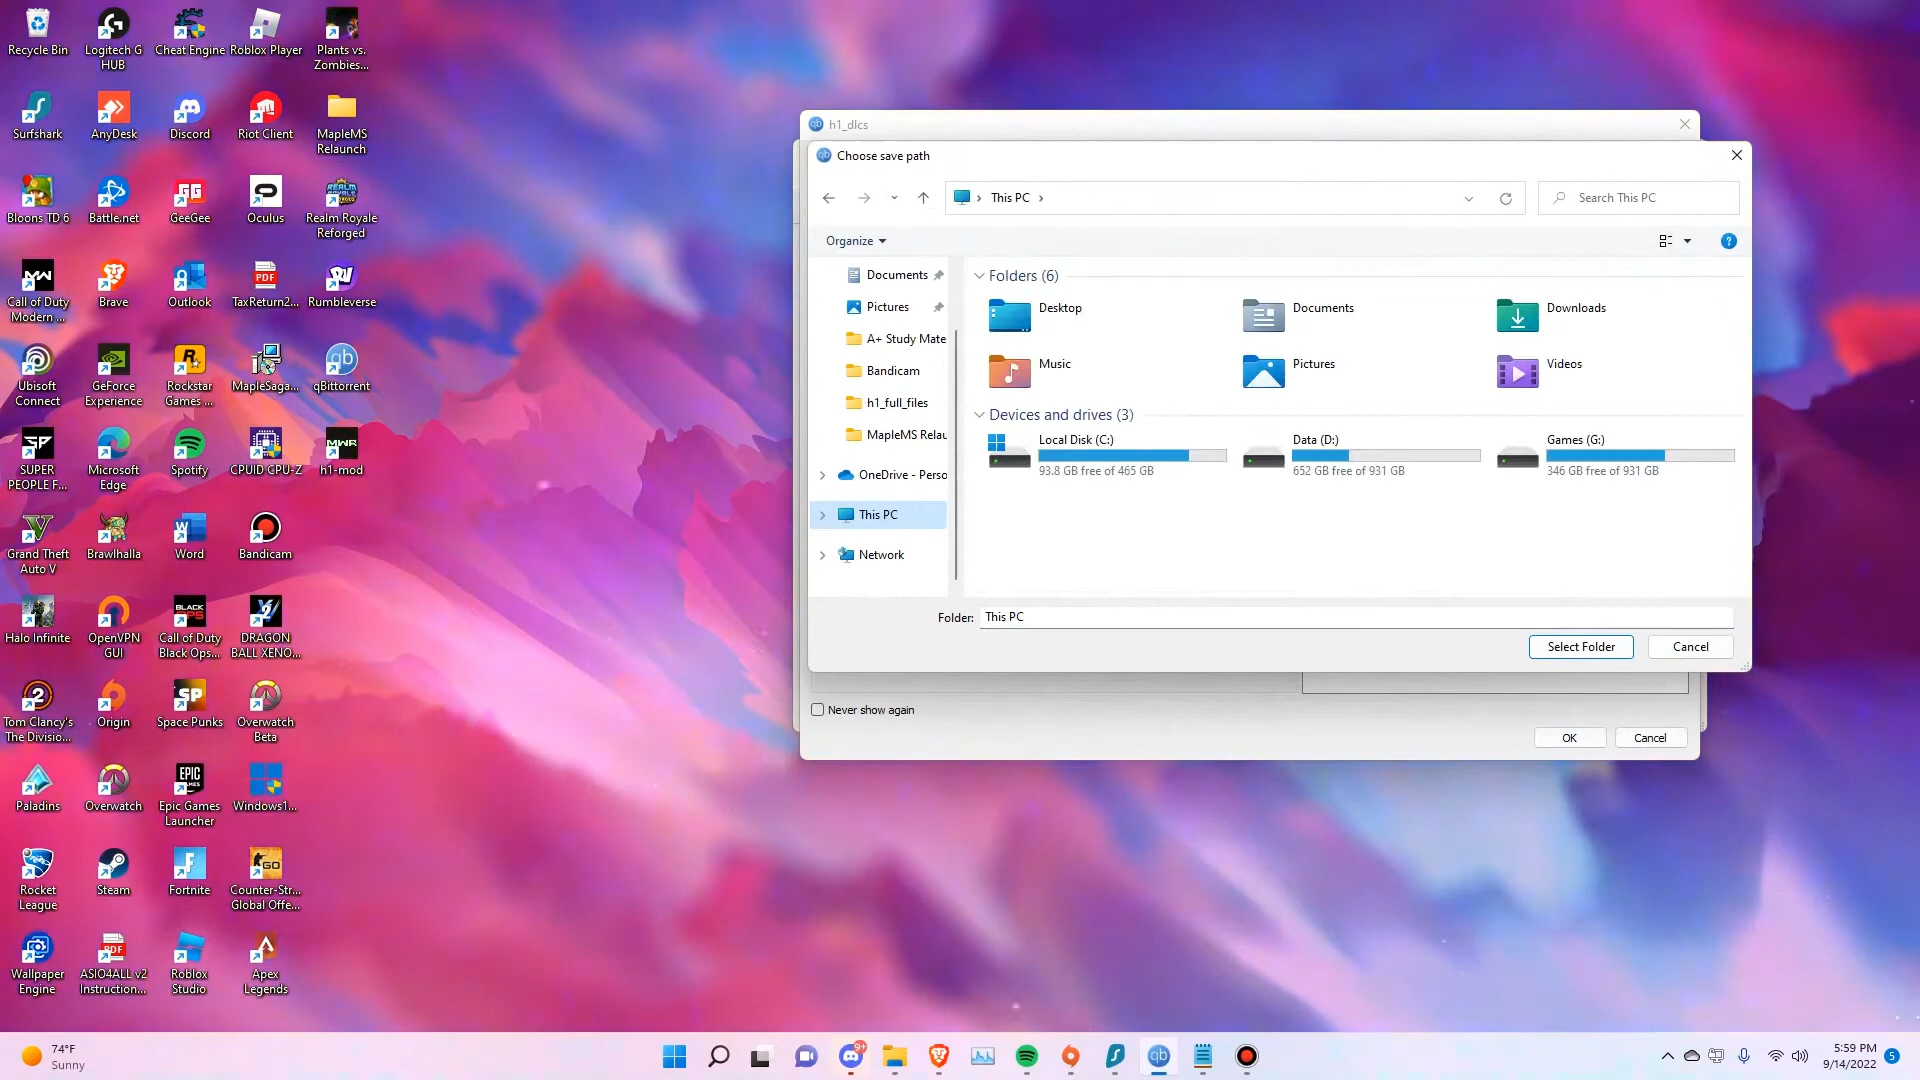 Recycle Bin
Logitech G
HUB
Cheat Engine
Roblox Player
Plants vs.
Zombies...
Surfshark
AnyDesk
Discord
Riot Client
MapleMS
Relaunch
Bloons TD 6
Battle.net
GeeGee
Oculus
Realm Royale
Reforged
Call of Duty
Modern ...
Brave
Outlook
TaxReturn2...
Rumbleverse
Ubisoft
Connect
GeForce
Experience
Rockstar
Games ...
MapleSaga...
qBittorrent
SUPER
PEOPLE F...
Microsoft
Edge
Spotify
CPUID CPU-Z
h1-mod
Grand Theft
Auto V
Brawlhalla
Word
Bandicam
Halo Infinite
OpenVPN
GUI
Call of Duty
Black Ops...
DRAGON
BALL XENO...
Tom Clancy's
The Divisio...
Origin
Space Punks
Overwatch
Beta
Paladins
Overwatch
Epic Games
Launcher
Windows1...
Rocket
League
Steam
Fortnite
Counter-Str...
Global Offe...
Wallpaper
Engine
ASIO4ALL v2
Instruction...
Roblox
Studio
Apex
Legends
h1_dlcs
Choose save path
This PC
Search This PC
Organize
Documents
Pictures
A+ Study Mate
Bandicam
h1_full_files
MapleMS Relau
OneDrive - Perso
This PC
Network
Folders (6)
Desktop
Documents
Downloads
Music
Pictures
Videos
Devices and drives (3)
Local Disk (C:)
93.8 GB free of 465 GB
Data (D:)
652 GB free of 931 GB
Games (G:)
346 GB free of 931 GB
Folder: This PC
Select Folder
Cancel
Never show again
OK
Cancel
74°F
Sunny
9+
5:59 PM
9/14/2022
5